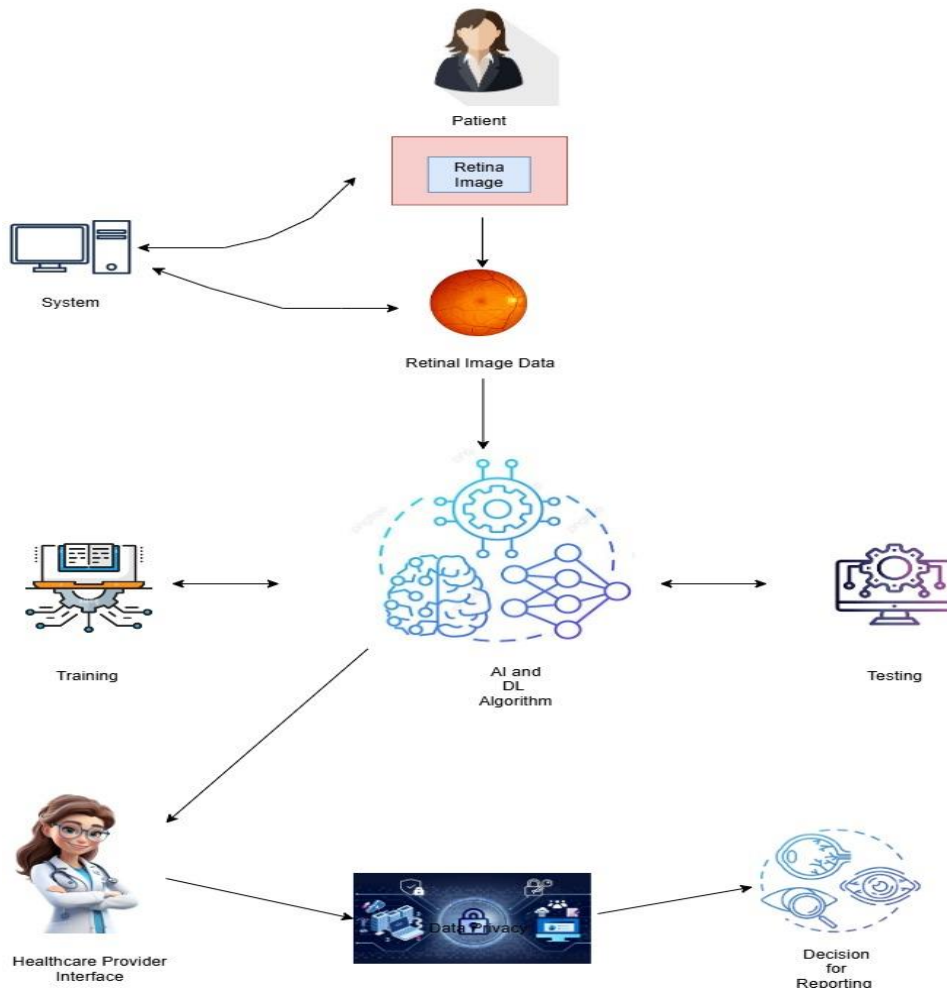 Patient
Retina
Image
System
Retinal Image Data
Training
AI and
DL
Algorithm
Testing
Data Privacy
Healthcare Provider
Interface
Decision
for
Reporting